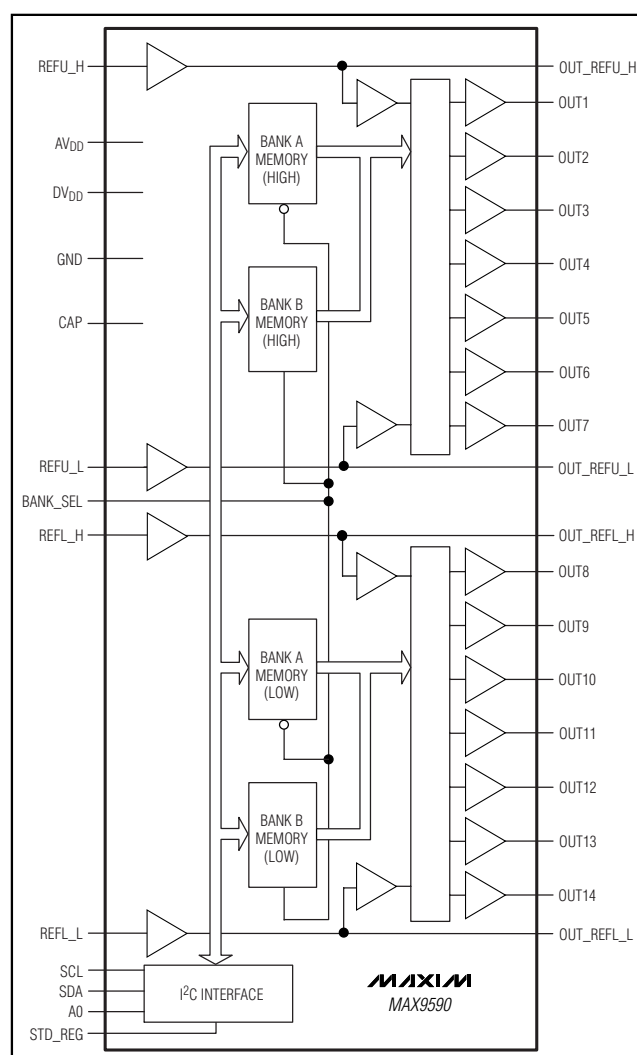 REFU_H
OUT_REFU_H
OUT1
BANK A
MEMORY
(HIGH)
AVDD
OUT2
DVDD
OUT3
GND
OUT4
BANK B
MEMORY
(HIGH)
CAP
OUT5
OUT6
OUT7
REFU_L
OUT_REFU_L
BANK_SEL
REFL_H
OUT_REFL_H
OUT8
OUT9
BANK A
MEMORY
(LOW)
OUT10
OUT11
OUT12
BANK B
MEMORY
(LOW)
OUT13
OUT14
REFL_L
OUT_REFL_L
SCL
SDA
A0
STD_REG
I²C INTERFACE
MAXIM
MAX9590